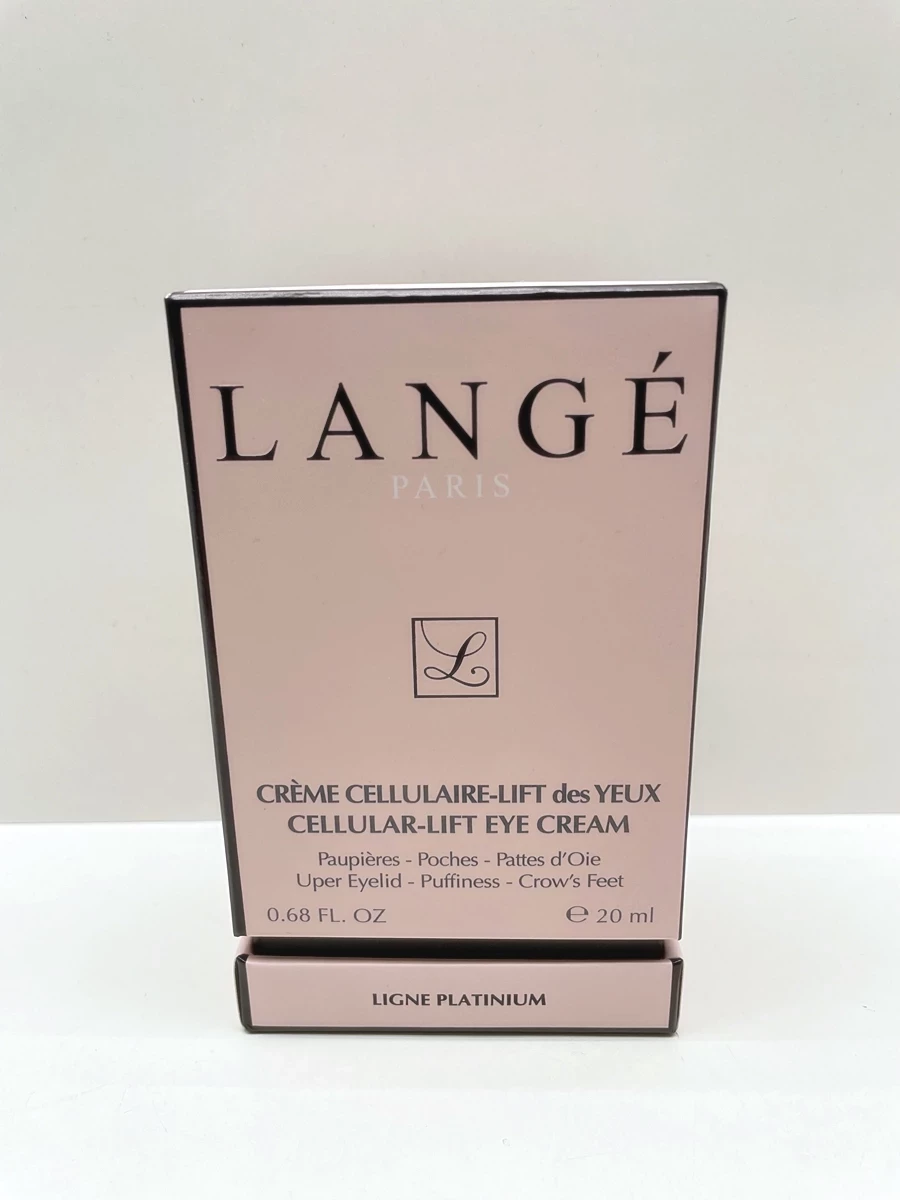 LANGÉ
PARIS
L
CRÈME CELLULAIRE-LIFT des YEUX
CELLULAR-LIFT EYE CREAM
Paupières - Poches - Pattes d'Oie
Uper Eyelid - Puffiness - Crow's Feet
0.68 FL. OZ ℮ 20 ml
LIGNE PLATINIUM